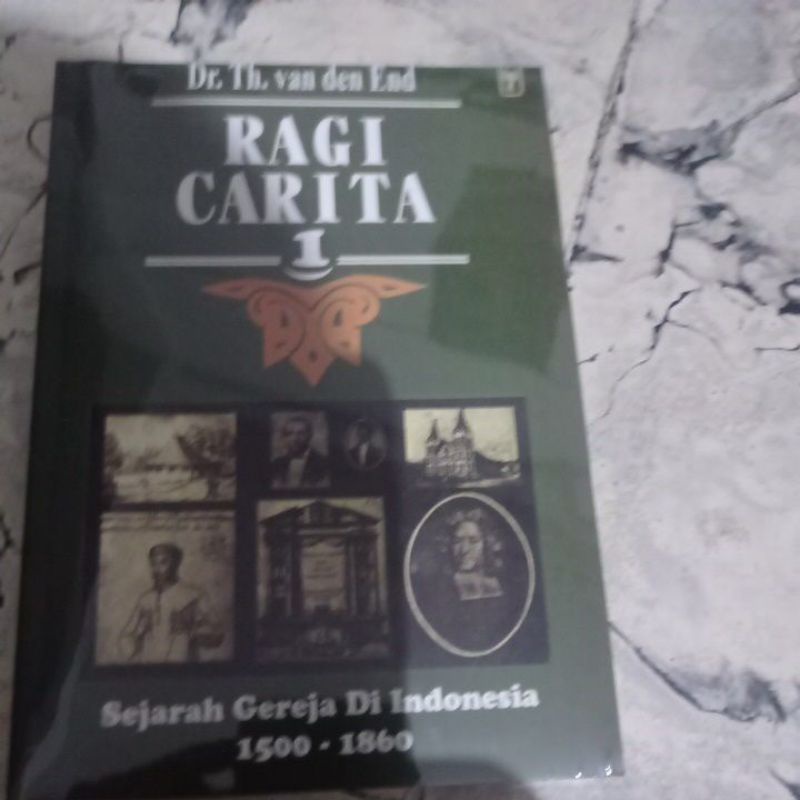 Dr. Th. van den End
RAGI
CARITA
1
Sejarah Gereja Di Indonesia
1500 - 1860